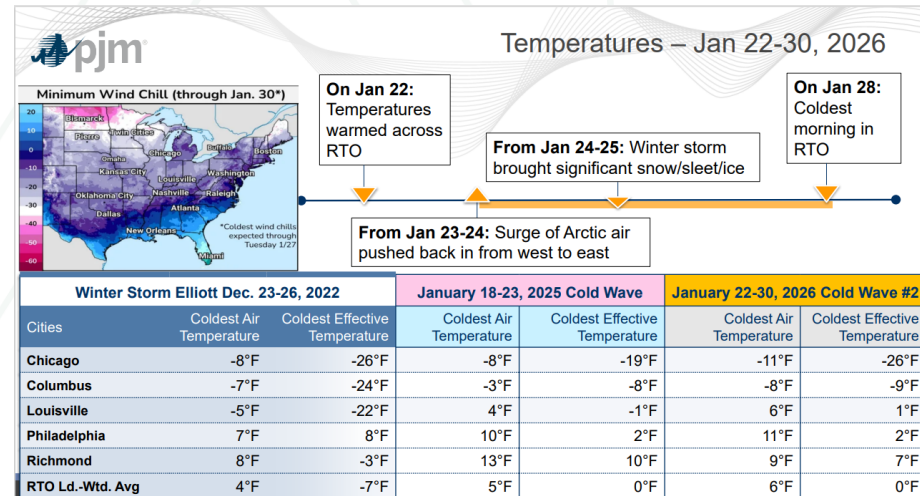 pjm
Temperatures – Jan 22-30, 2026
Minimum Wind Chill (through Jan. 30*)
20
10
0
-10
-20
-30
-40
-50
-60
Bismarck
Pierre
Twin Cities
Chicago
Buffalo
Boston
Omaha
Kansas City
Louisville
Washington
Oklahoma City
Nashville
Raleigh
Dallas
Atlanta
New Orleans
Miami
*Coldest wind chills
expected through
Tuesday 1/27
On Jan 22:
Temperatures
warmed across
RTO
From Jan 24-25: Winter storm
brought significant snow/sleet/ice
On Jan 28:
Coldest
morning in
RTO
From Jan 23-24: Surge of Arctic air
pushed back in from west to east
Winter Storm Elliott Dec. 23-26, 2022 January 18-23, 2025 Cold Wave January 22-30, 2026 Cold Wave #2
Cities Coldest Air Temperature Coldest Effective Temperature Coldest Air Temperature Coldest Effective Temperature Coldest Air Temperature Coldest Effective Temperature
Chicago -8°F -26°F -8°F -19°F -11°F -26°F
Columbus -7°F -24°F -3°F -8°F -8°F -9°F
Louisville -5°F -22°F 4°F -1°F 6°F 1°F
Philadelphia 7°F 8°F 10°F 2°F 11°F 2°F
Richmond 8°F -3°F 13°F 10°F 9°F 7°F
RTO Ld.-Wtd. Avg 4°F -7°F 5°F 0°F 6°F 0°F